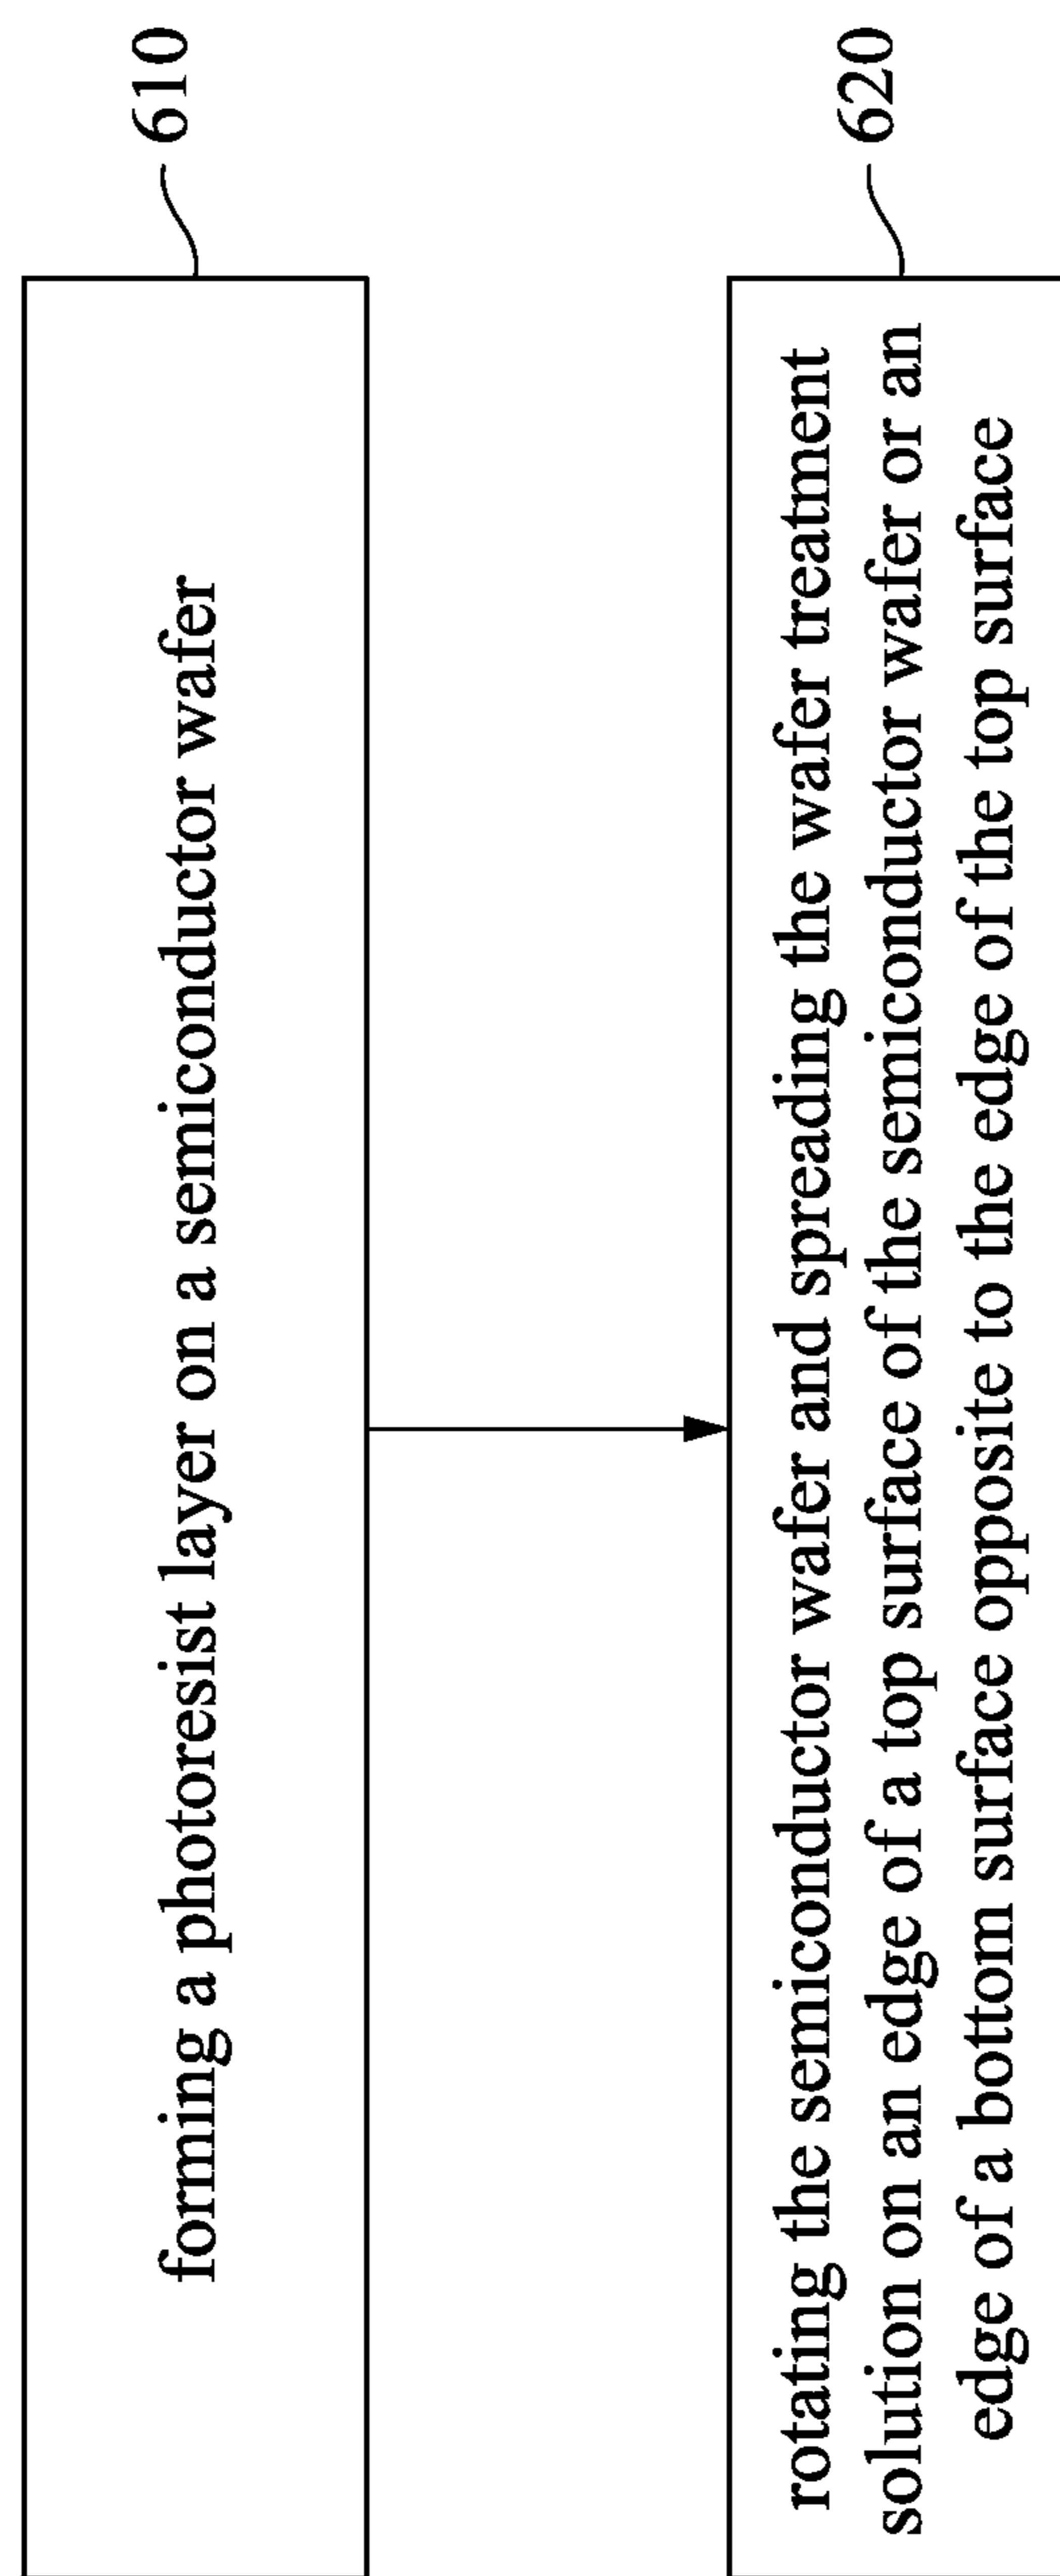 forming a photoresist layer on a semiconductor wafer
610
rotating the semiconductor wafer and spreading the wafer treatment
solution on an edge of a top surface of the semiconductor wafer or an
edge of a bottom surface opposite to the edge of the top surface
620